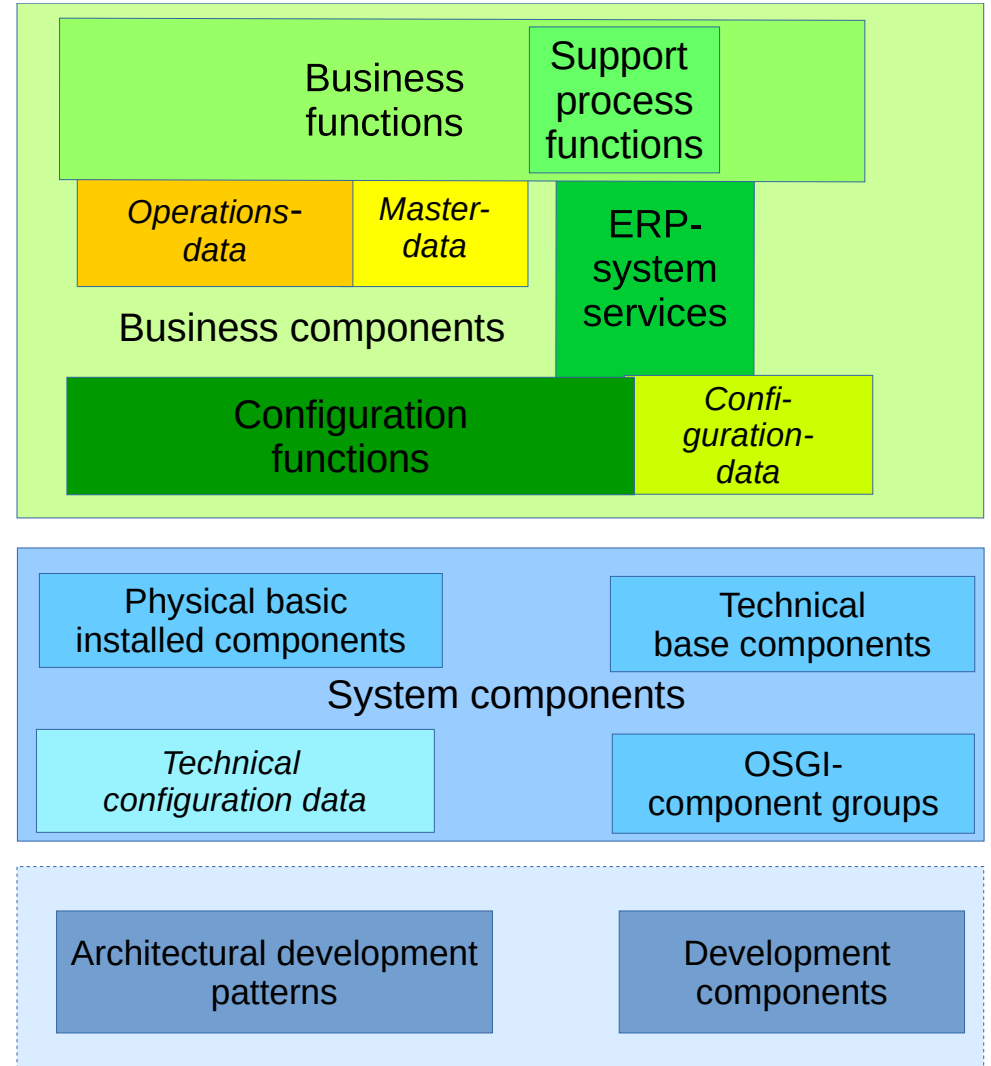 Business
functions
Support
process
functions
Operations-
data
Master-
data
ERP-
system
services
Business components
Configuration
functions
Confi-
guration-
data
Physical basic
installed components
Technical
base components
System components
Technical
configuration data
OSGI-
component groups
Architectural development
patterns
Development
components